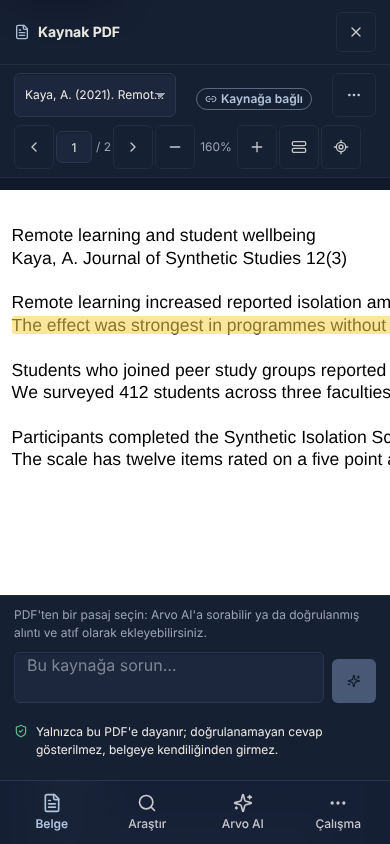 Kaynak PDF
Kaya, A. (2021). Remot...
Kaynağa bağlı
1 / 2
160%
Remote learning and student wellbeing
Kaya, A. Journal of Synthetic Studies 12(3)
Remote learning increased reported isolation am
The effect was strongest in programmes without
Students who joined peer study groups reported
We surveyed 412 students across three faculties
Participants completed the Synthetic Isolation Sc
The scale has twelve items rated on a five point a
PDF'ten bir pasaj seçin: Arvo AI'a sorabilir ya da doğrulanmış
alıntı ve atıf olarak ekleyebilirsiniz.
Bu kaynağa sorun...
Yalnızca bu PDF'e dayanır; doğrulanamayan cevap
gösterilmez, belgeye kendiliğinden girmez.
Belge
Araştır
Arvo AI
Çalışma